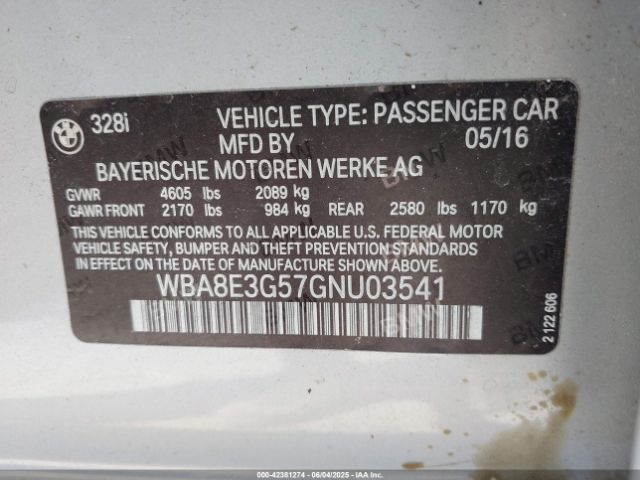 BMW 328i VEHICLE TYPE: PASSENGER CAR
MFD BY 05/16
BAYERISCHE MOTOREN WERKE AG
GVWR 4605 lbs 2089 kg
GAWR FRONT 2170 lbs 984 kg REAR 2580 lbs 1170 kg
THIS VEHICLE CONFORMS TO ALL APPLICABLE U.S. FEDERAL MOTOR
VEHICLE SAFETY, BUMPER AND THEFT PREVENTION STANDARDS
IN EFFECT ON THE DATE OF MANUFACTURE SHOWN ABOVE.
WBA8E3G57GNU03541
2 122 606
000-42381274 | 06/04/2025 - IAAI.COM